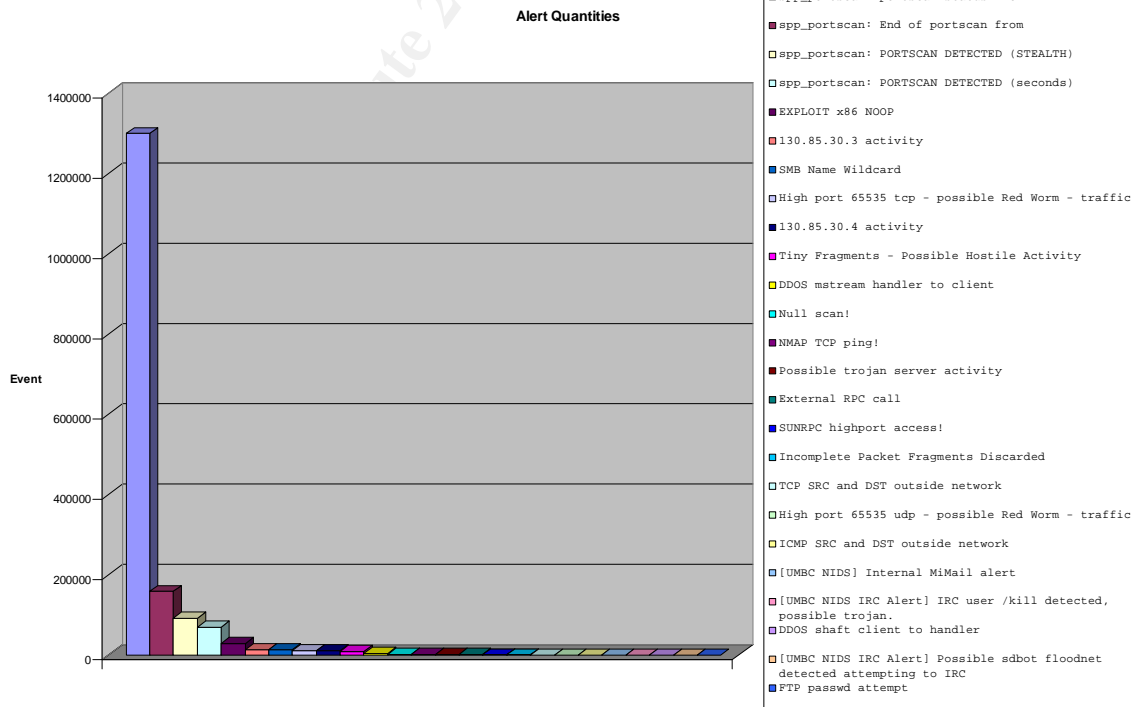 Alert Quantities
1400000
1200000
1000000
800000
600000
400000
200000
0
Event
spp_portscan: End of portscan from
spp_portscan: PORTSCAN DETECTED (STEALTH)
spp_portscan: PORTSCAN DETECTED (seconds)
EXPLOIT x86 NOOP
130.85.30.3 activity
SMB Name Wildcard
High port 65535 tcp - possible Red Worm - traffic
130.85.30.4 activity
Tiny Fragments - Possible Hostile Activity
DDOS mstream handler to client
Null scan!
NMAP TCP ping!
Possible trojan server activity
External RPC call
SUNRPC highport access!
Incomplete Packet Fragments Discarded
TCP SRC and DST outside network
High port 65535 udp - possible Red Worm - traffic
ICMP SRC and DST outside network
[UMBC NIDS] Internal MiMail alert
[UMBC NIDS IRC Alert] IRC user /kill detected,
possible trojan.
DDOS shaft client to handler
[UMBC NIDS IRC Alert] Possible sdbot floodnet
detected attempting to IRC
FTP passwd attempt